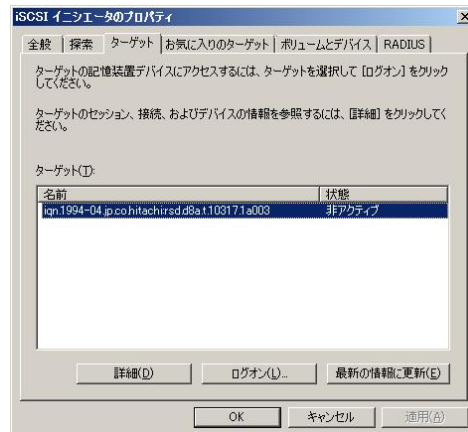 iSCSI イニシエータのプロパティ
全般 探索 ターゲット お気に入りのターゲット ボリュームとデバイス RADIUS
ターゲットの記憶装置デバイスにアクセスするには、ターゲットを選択して [ログオン] をクリック
してください。
ターゲットのセッション、接続、およびデバイスの情報を参照するには、[詳細] をクリックしてく
ださい。
ターゲット(T):
名前 状態
iqn.1994-04.jp.co.hitachi:rsd.d8a.t.10317.1a003 非アクティブ
詳細(D) ログオン(L)... 最新の情報に更新(E)
OK キャンセル 適用(A)